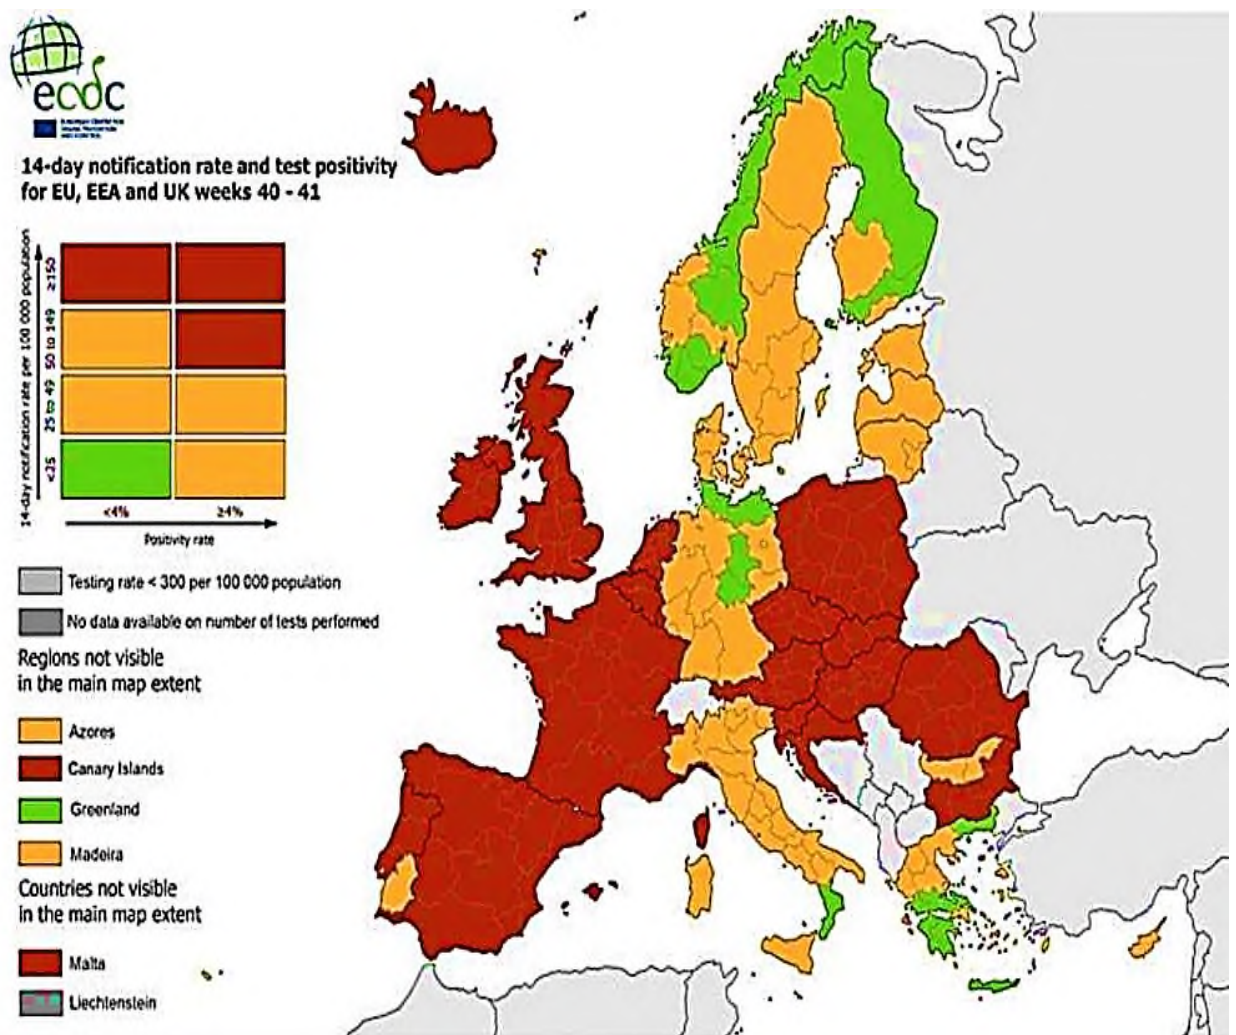 ecdc
14-day notification rate and test positivity
for EU, EEA and UK weeks 40 - 41
14-day notification rate per 100 000 population
≥150
50 to 149
25 to 49
<25
<4%
≥4%
Positivity rate
Testing rate < 300 per 100 000 population
No data available on number of tests performed
Regions not visible
in the main map extent
Azores
Canary Islands
Greenland
Madeira
Countries not visible
in the main map extent
Malta
Liechtenstein